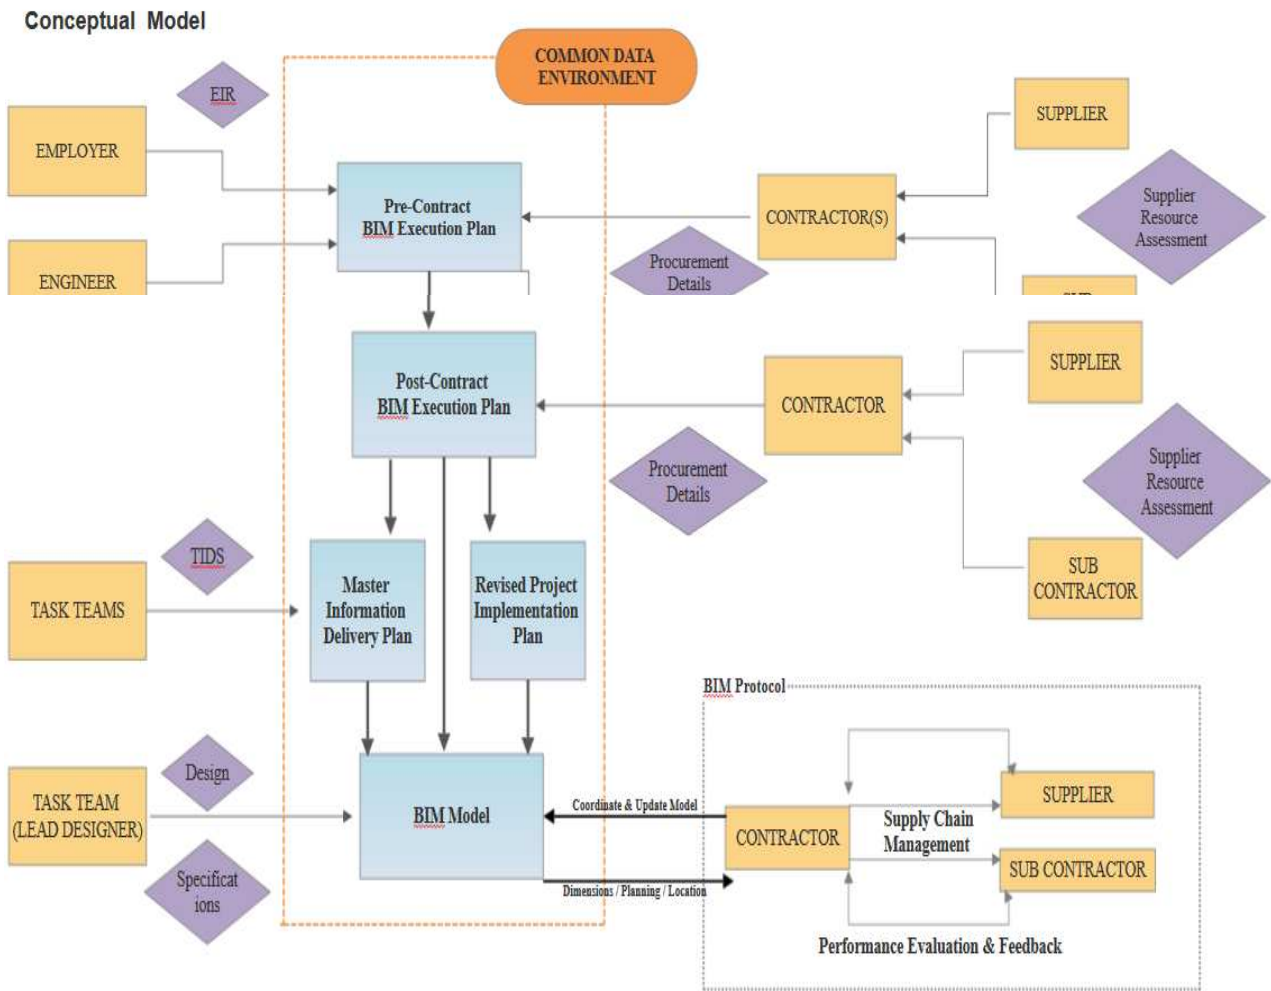 Conceptual Model
COMMON DATA
ENVIRONMENT
EIR
EMPLOYER
SUPPLIER
Pre-Contract
BIM Execution Plan
CONTRACTOR(S)
Supplier
Resource
Assessment
ENGINEER
Procurement
Details
SUB
Post-Contract
BIM Execution Plan
CONTRACTOR
SUPPLIER
Procurement
Details
Supplier
Resource
Assessment
TIDS
TASK TEAMS
Master
Information
Delivery Plan
Revised Project
Implementation
Plan
SUB
CONTRACTOR
BIM Protocol
Design
TASK TEAM
(LEAD DESIGNER)
BIM Model
Coordinate & Update Model
CONTRACTOR
Supply Chain
Management
SUPPLIER
SUB CONTRACTOR
Specificat
ions
Dimensions / Planning / Location
Performance Evaluation & Feedback